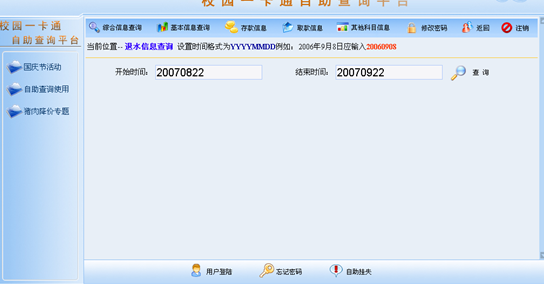 校园一卡通自助查询平台
校园一卡通
自助查询平台
综合信息查询 基本信息查询 存款信息 取款信息 其他科目信息 修改密码 返回 注销
当前位置-- 退水信息查询 设置时间格式为YYYYMMDD例如：2006年9月8日应输入20060908
国庆节活动
自助查询使用
猪肉降价专题
开始时间： 20070822 结束时间： 20070922 查 询
用户登陆 忘记密码 自助挂失